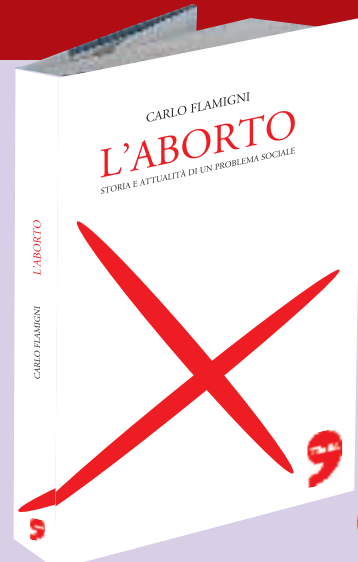 CARLO FLAMIGNI
L'ABORTO
STORIA E ATTUALITÀ DI UN PROBLEMA SOCIALE
CARLO FLAMIGNI L'ABORTO